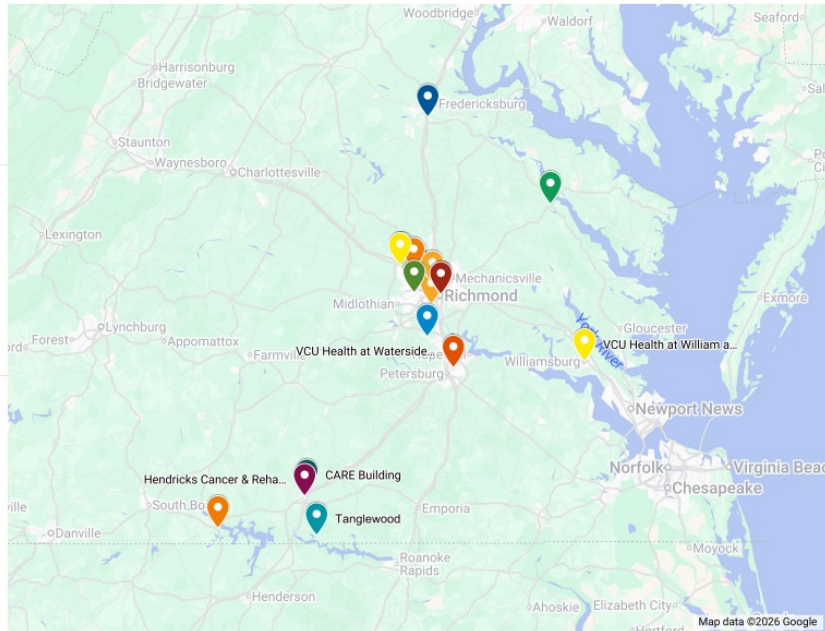 Woodbridge
Waldorf
Seaford
Harrisonburg
Bridgewater
Fredericksburg
Staunton
Waynesboro
Charlottesville
Lexington
Mechanicsville
Richmond
Midlothian
Exmore
Lynchburg
Forest
Appomattox
Farmville
Gloucester
York River
VCU Health at Waterside...
VCU Health at William a...
Williamsburg
Petersburg
Newport News
Norfolk
Virginia Beac
Chesapeake
Hendricks Cancer & Reha...
CARE Building
South Bo
Emporia
Tanglewood
Danville
Moyock
Roanoke
Rapids
Henderson
Ahoskie
Elizabeth City
Map data ©2026 Google